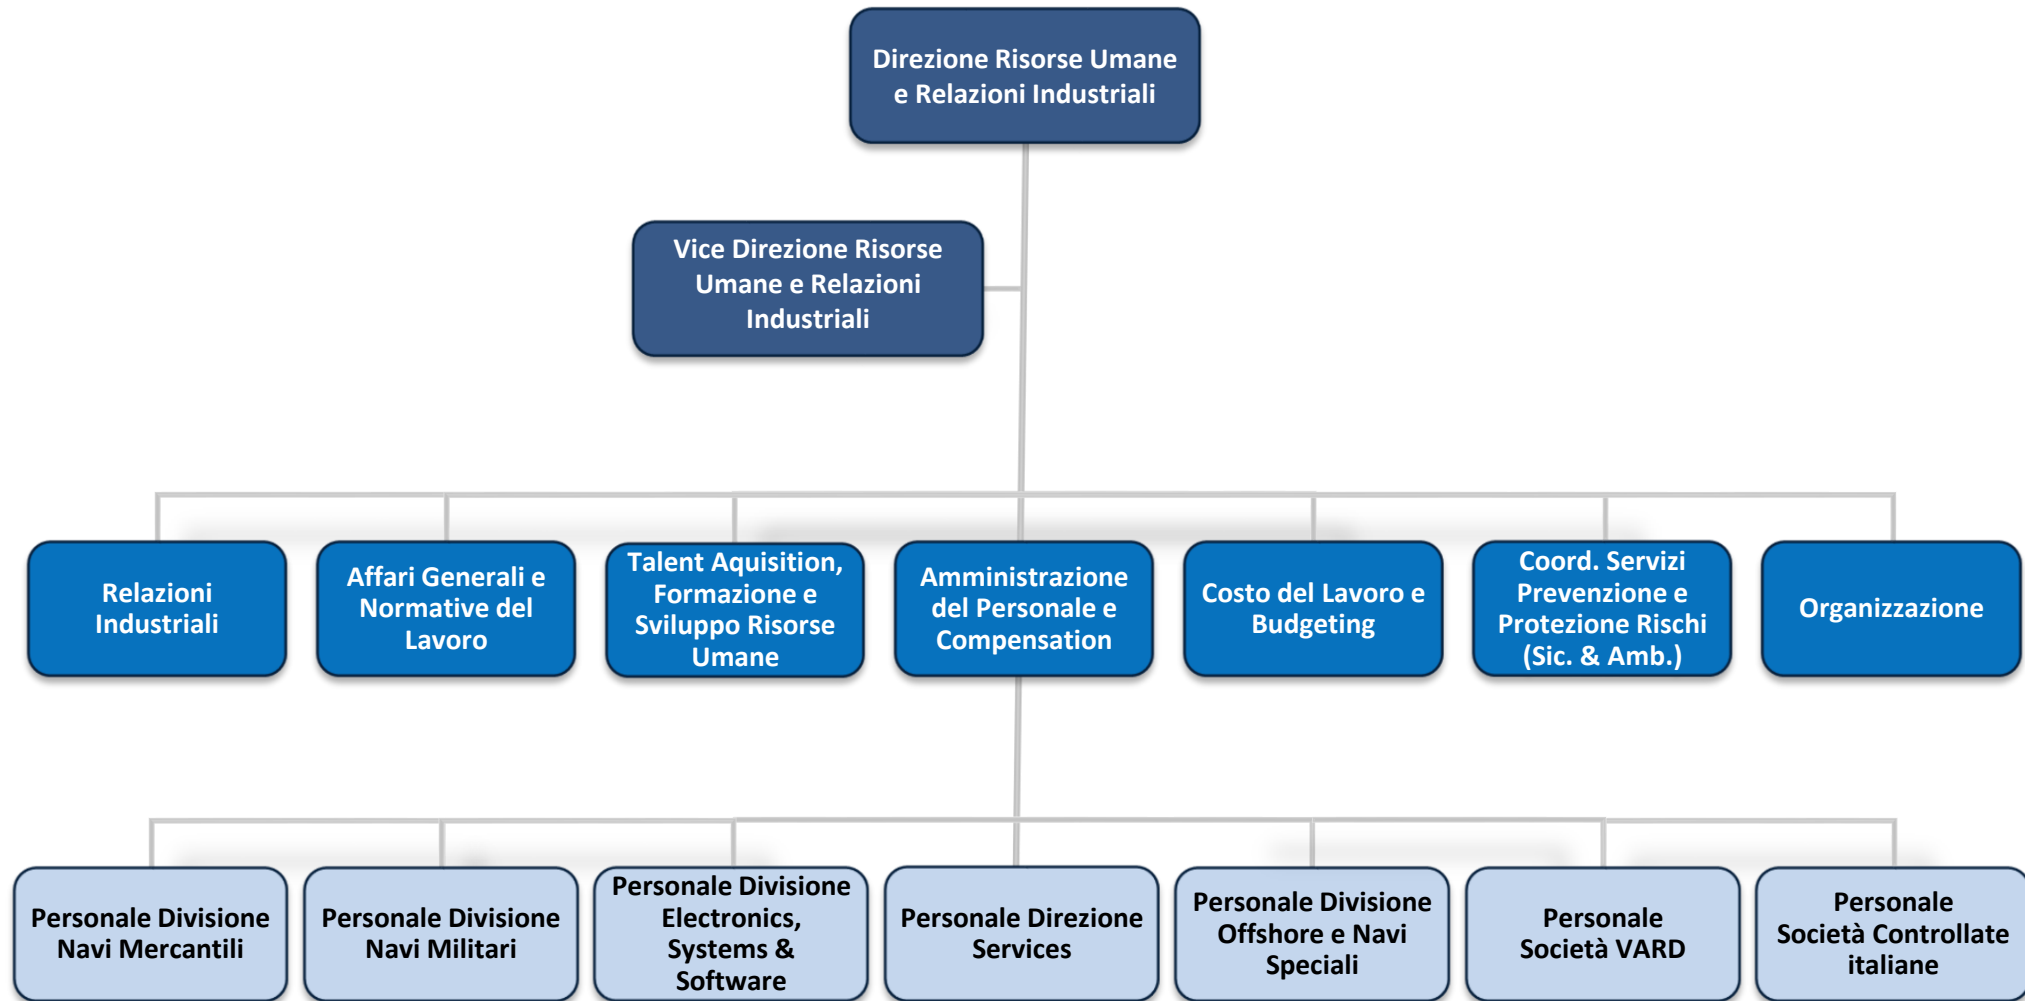 Direzione Risorse Umane
e Relazioni Industriali
Vice Direzione Risorse
Umane e Relazioni
Industriali
Relazioni
Industriali
Affari Generali e
Normative del
Lavoro
Talent Aquisition,
Formazione e
Sviluppo Risorse
Umane
Amministrazione
del Personale e
Compensation
Costo del Lavoro e
Budgeting
Coord. Servizi
Prevenzione e
Protezione Rischi
(Sic. & Amb.)
Organizzazione
Personale Divisione
Navi Mercantili
Personale Divisione
Navi Militari
Personale Divisione
Electronics,
Systems &
Software
Personale Direzione
Services
Personale Divisione
Offshore e Navi
Speciali
Personale
Società VARD
Personale
Società Controllate
italiane